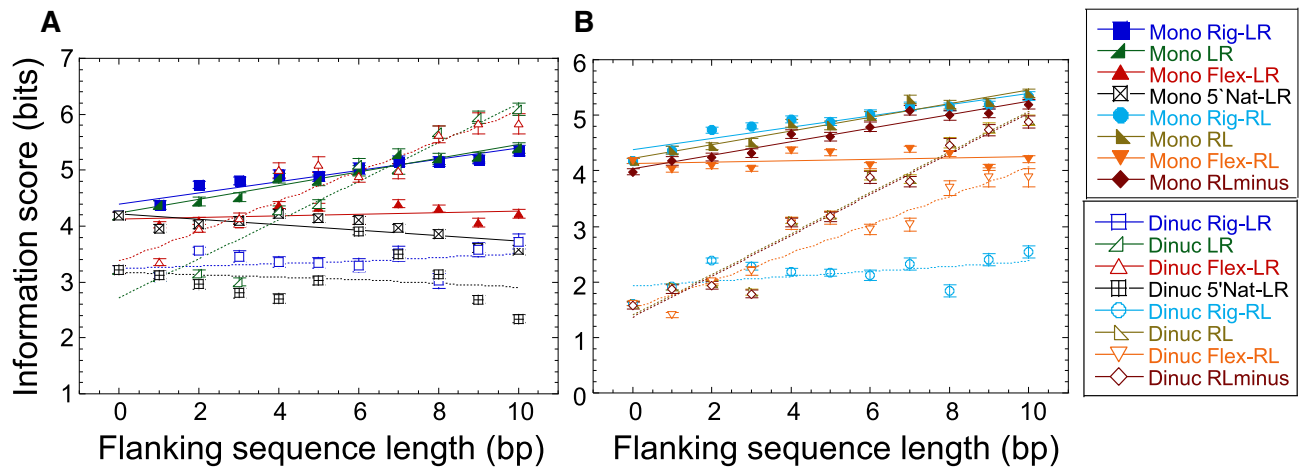 A
B
Information score (bits)
7
6
5
4
3
2
1
0
2
4
6
8
10
Flanking sequence length (bp)
6
5
4
3
2
1
0
0
2
4
6
8
10
Flanking sequence length (bp)
Mono Rig-LR
Mono LR
Mono Flex-LR
Mono 5`Nat-LR
Mono Rig-RL
Mono RL
Mono Flex-RL
Mono RLminus
Dinuc Rig-LR
Dinuc LR
Dinuc Flex-LR
Dinuc 5'Nat-LR
Dinuc Rig-RL
Dinuc RL
Dinuc Flex-RL
Dinuc RLminus